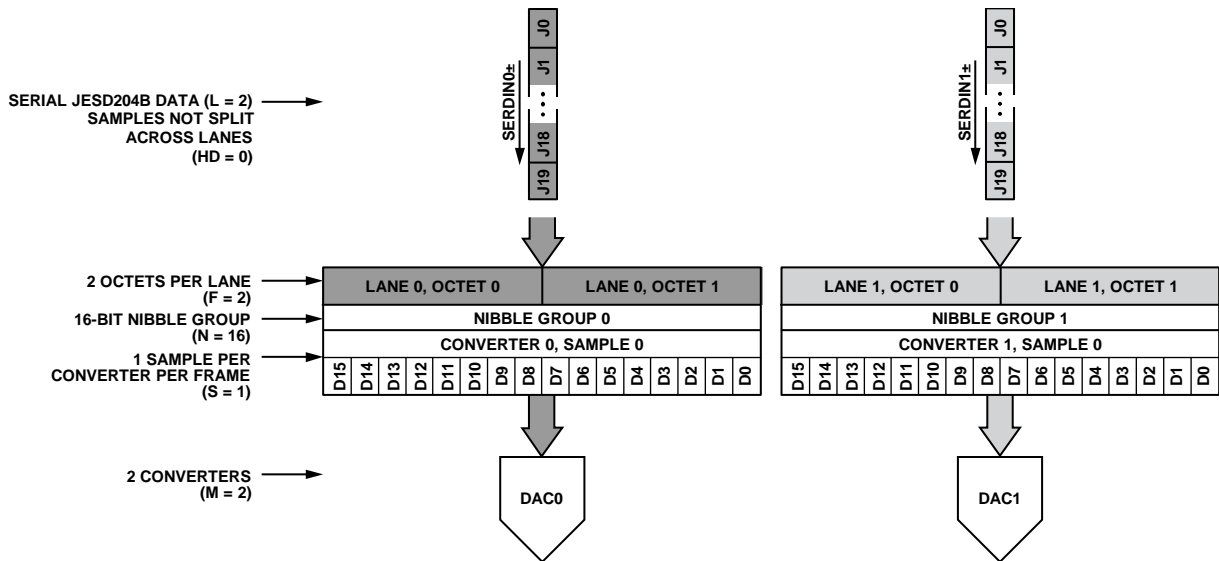 J0
J1
SERDIN0±
J18
J19
J0
J1
SERDIN1±
J18
J19
SERIAL JESD204B DATA (L = 2)
SAMPLES NOT SPLIT
ACROSS LANES
(HD = 0)
2 OCTETS PER LANE
(F = 2)
LANE 0, OCTET 0 LANE 0, OCTET 1
LANE 1, OCTET 0 LANE 1, OCTET 1
16-BIT NIBBLE GROUP
(N = 16)
NIBBLE GROUP 0
NIBBLE GROUP 1
CONVERTER 0, SAMPLE 0
CONVERTER 1, SAMPLE 0
1 SAMPLE PER
CONVERTER PER FRAME
(S = 1)
D15 D14 D13 D12 D11 D10 D9 D8 D7 D6 D5 D4 D3 D2 D1 D0
D15 D14 D13 D12 D11 D10 D9 D8 D7 D6 D5 D4 D3 D2 D1 D0
2 CONVERTERS
(M = 2)
DAC0
DAC1